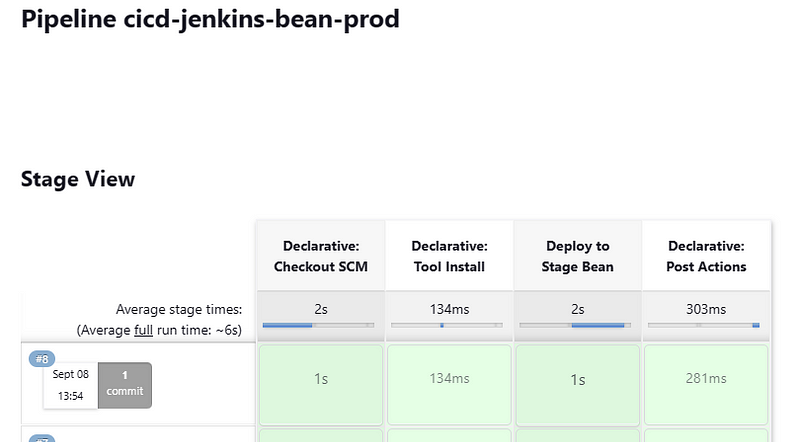 Pipeline cicd-jenkins-bean-prod
Stage View
Declarative: Checkout SCM
Declarative: Tool Install
Deploy to Stage Bean
Declarative: Post Actions
Average stage times:
(Average full run time: ~6s)
2s
134ms
2s
303ms
#8
Sept 08
13:54
1
commit
1s
134ms
1s
281ms